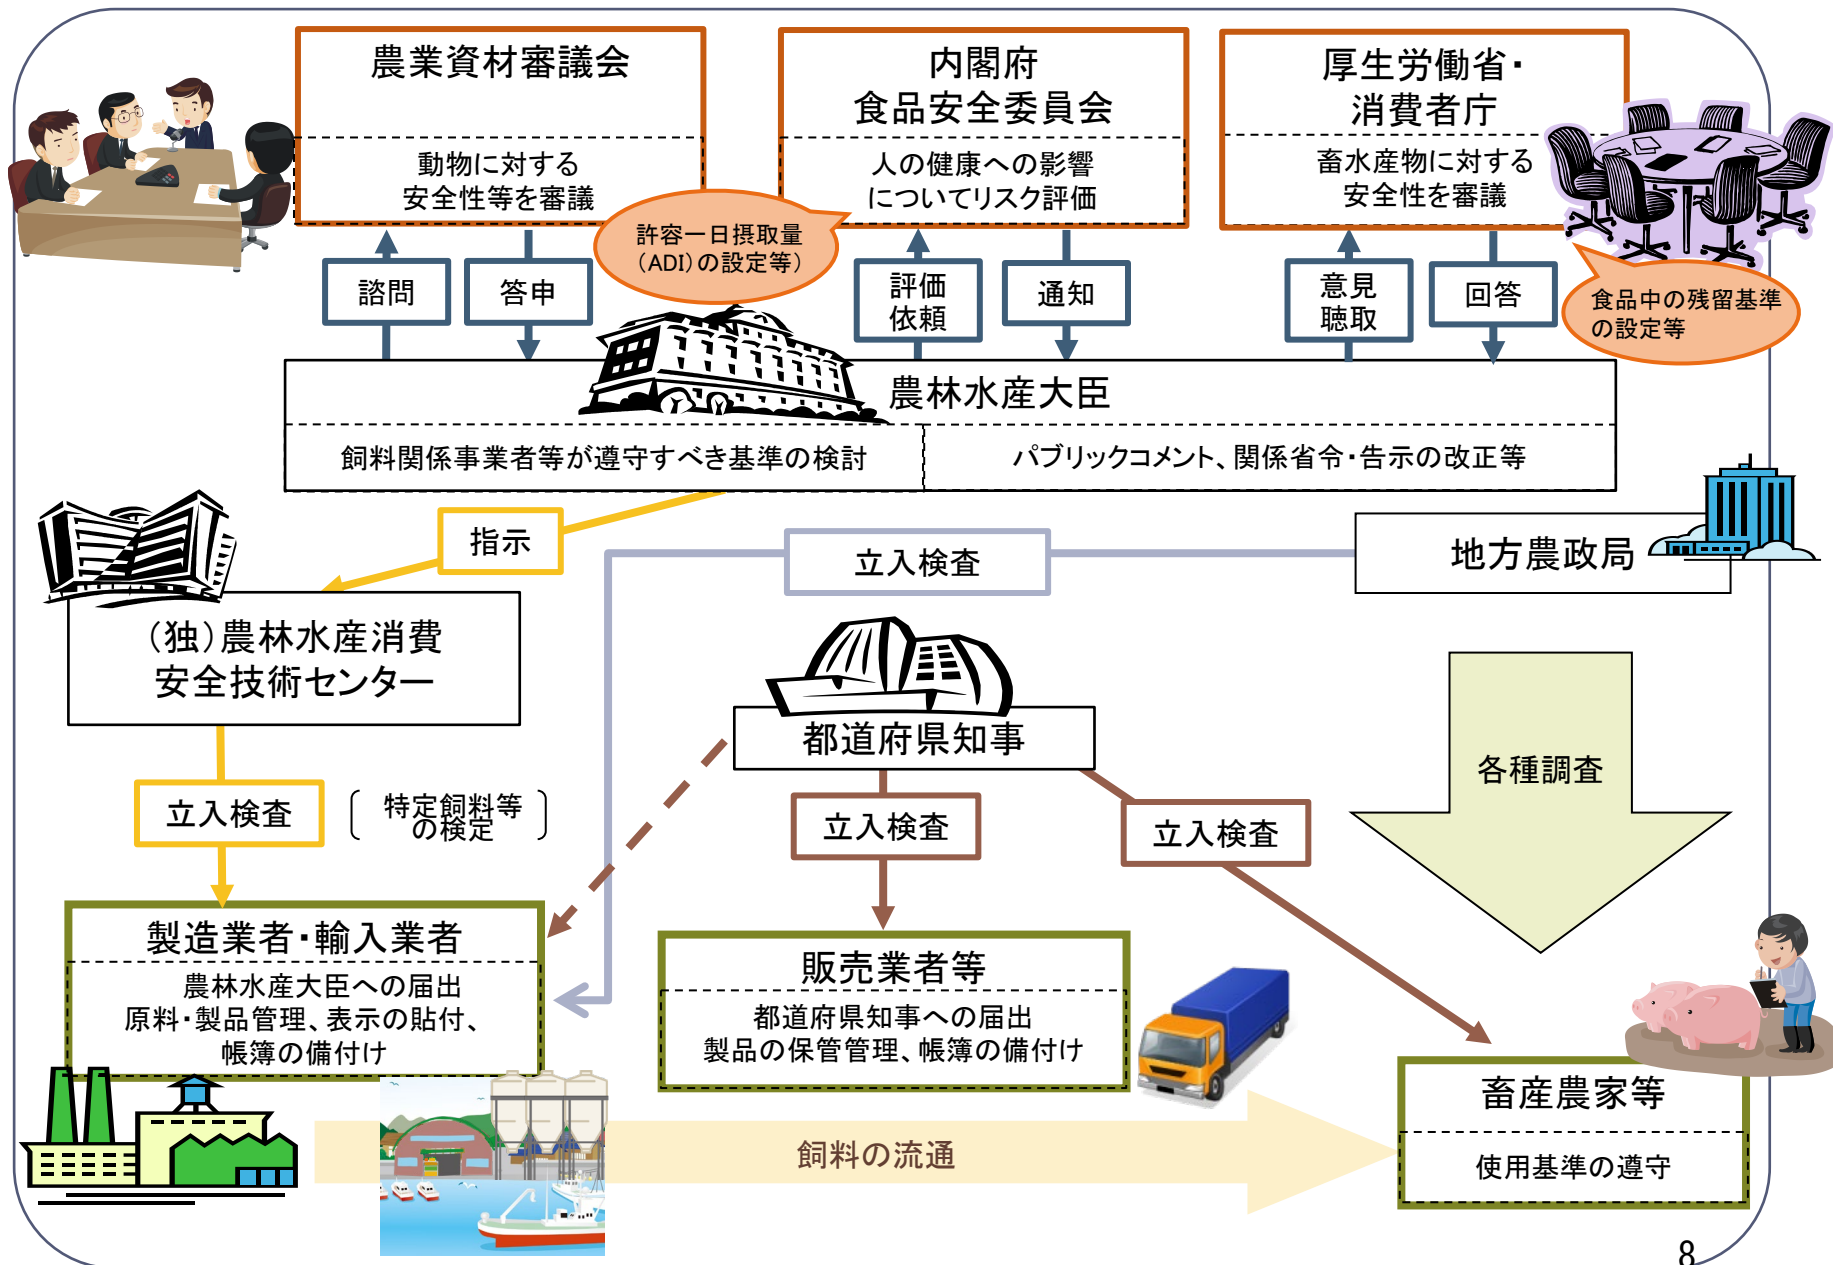 農業資材審議会
動物に対する
安全性等を審議
内閣府
食品安全委員会
人の健康への影響
についてリスク評価
厚生労働省・
消費者庁
畜水産物に対する
安全性を審議
許容一日摂取量
(ADI)の設定等)
食品中の残留基準
の設定等
諮問
答申
評価
依頼
通知
意見
聴取
回答
農林水産大臣
飼料関係事業者等が遵守すべき基準の検討
パブリックコメント、関係省令・告示の改正等
指示
立入検査
地方農政局
(独)農林水産消費
安全技術センター
都道府県知事
各種調査
立入検査
特定飼料等
の検定
立入検査
立入検査
製造業者・輸入業者
農林水産大臣への届出
原料・製品管理、表示の貼付、
帳簿の備付け
販売業者等
都道府県知事への届出
製品の保管管理、帳簿の備付け
畜産農家等
使用基準の遵守
飼料の流通
8